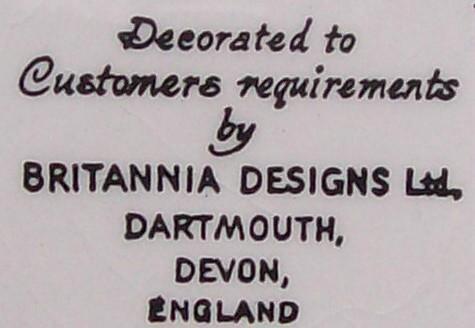 Decorated to
Customers requirements
by
BRITANNIA DESIGNS Ltd,
DARTMOUTH,
DEVON,
ENGLAND